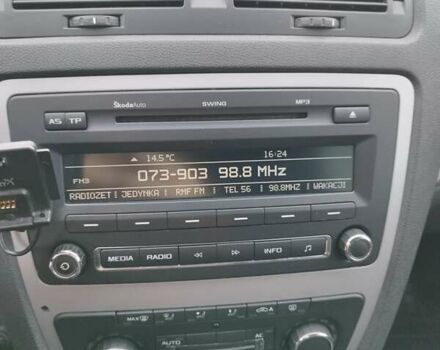 ŠkodaAuto SWING MP3
AS TP
14.5°C 16:24
FM3 073-903 98.8 MHz
RADIOZET JEDYNKA RMF FM TEL 56 98.8MHZ WAKACJI
MEDIA RADIO INFO
MAX A
AUTO AC